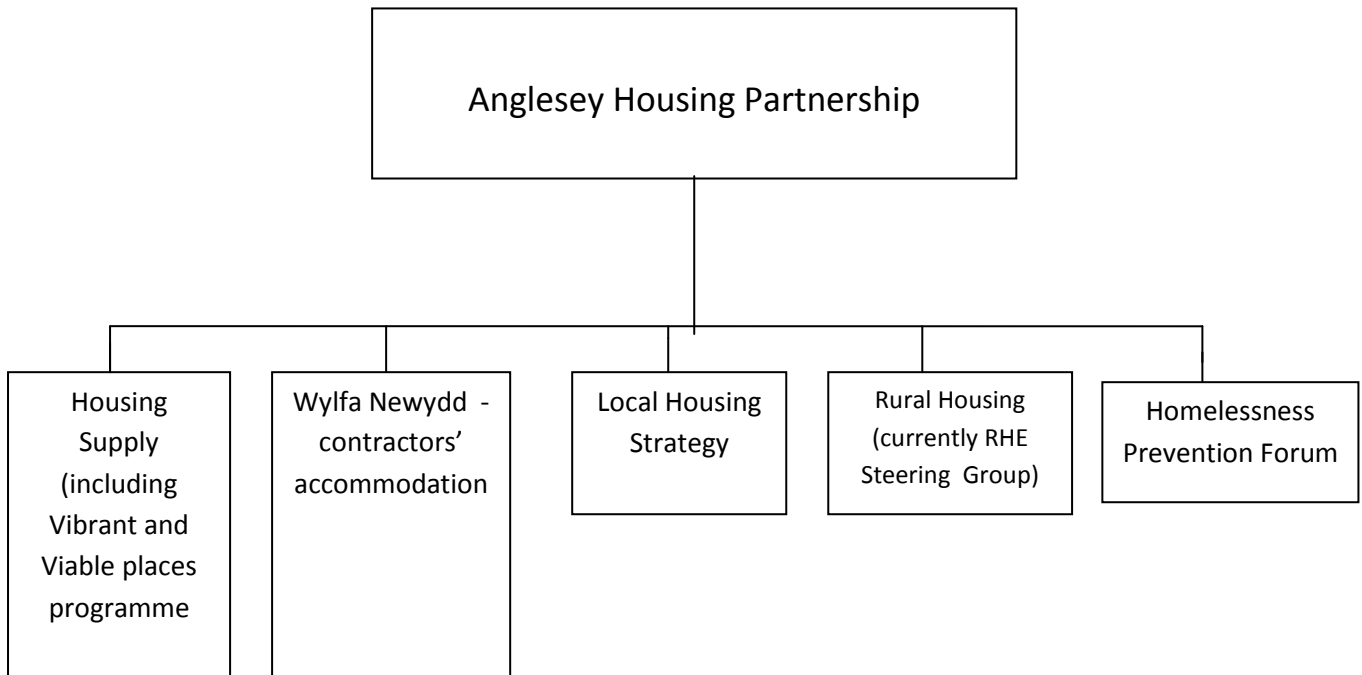 Anglesey Housing Partnership
Housing
Supply
(including
Vibrant and
Viable places
programme
Wylfa Newydd -
contractors’
accommodation
Local Housing
Strategy
Rural Housing
(currently RHE
Steering Group)
Homelessness
Prevention Forum